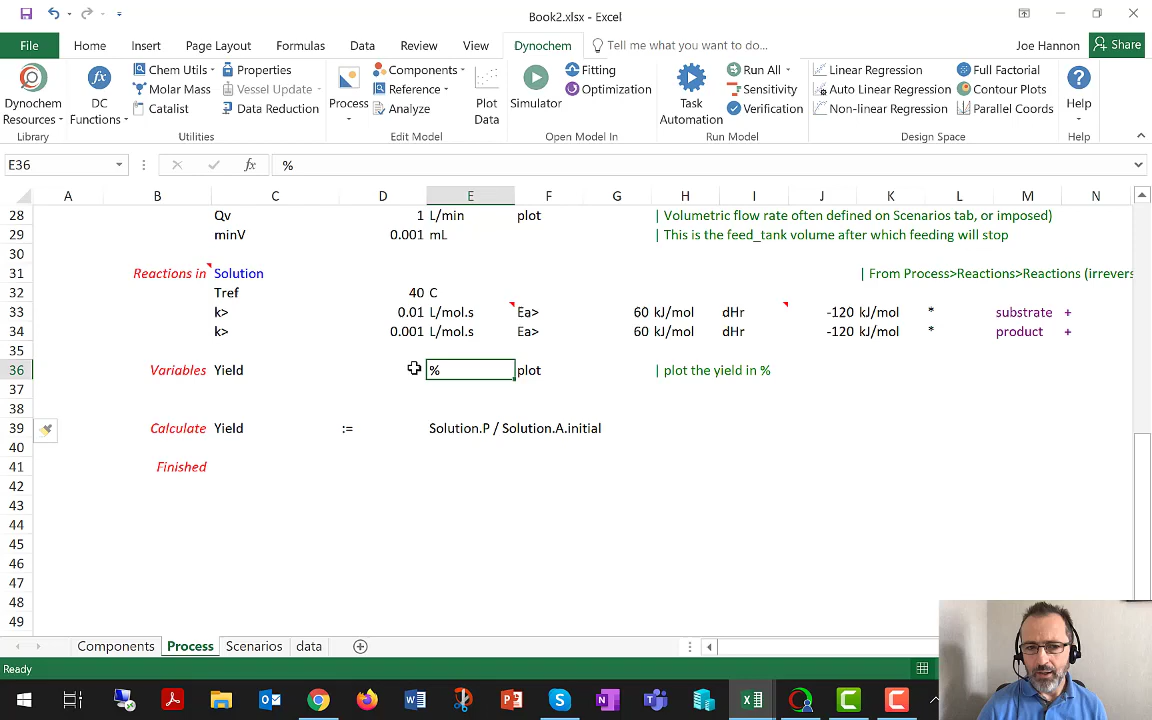 Book2.xlsx - Excel
File Home Insert Page Layout Formulas Data Review View Dynochem Tell me what you want to do... Joe Hannon Share
Dynochem Resources
Library
DC Functions
Chem Utils
Molar Mass
Catalist
Properties
Vessel Update
Data Reduction
Utilities
Process
Components
Reference
Analyze
Plot Data
Edit Model
Simulator
Fitting
Optimization
Open Model In
Task Automation
Run All
Sensitivity
Verification
Run Model
Linear Regression
Auto Linear Regression
Non-linear Regression
Full Factorial
Contour Plots
Parallel Coords
Design Space
Help
Help
E36 fx %
A B C D E F G H I J K L M N
28 Qv 1 L/min plot | Volumetric flow rate often defined on Scenarios tab, or imposed)
29 minV 0.001 mL | This is the feed_tank volume after which feeding will stop
30
31 Reactions in Solution | From Process>Reactions>Reactions (irrevers
32 Tref 40 C
33 k> 0.01 L/mol.s Ea> 60 kJ/mol dHr -120 kJ/mol * substrate +
34 k> 0.001 L/mol.s Ea> 60 kJ/mol dHr -120 kJ/mol * product +
35
36 Variables Yield % plot | plot the yield in %
37
38
39 Calculate Yield := Solution.P / Solution.A.initial
40
41 Finished
42
43
44
45
46
47
48
49
Components Process Scenarios data
Ready